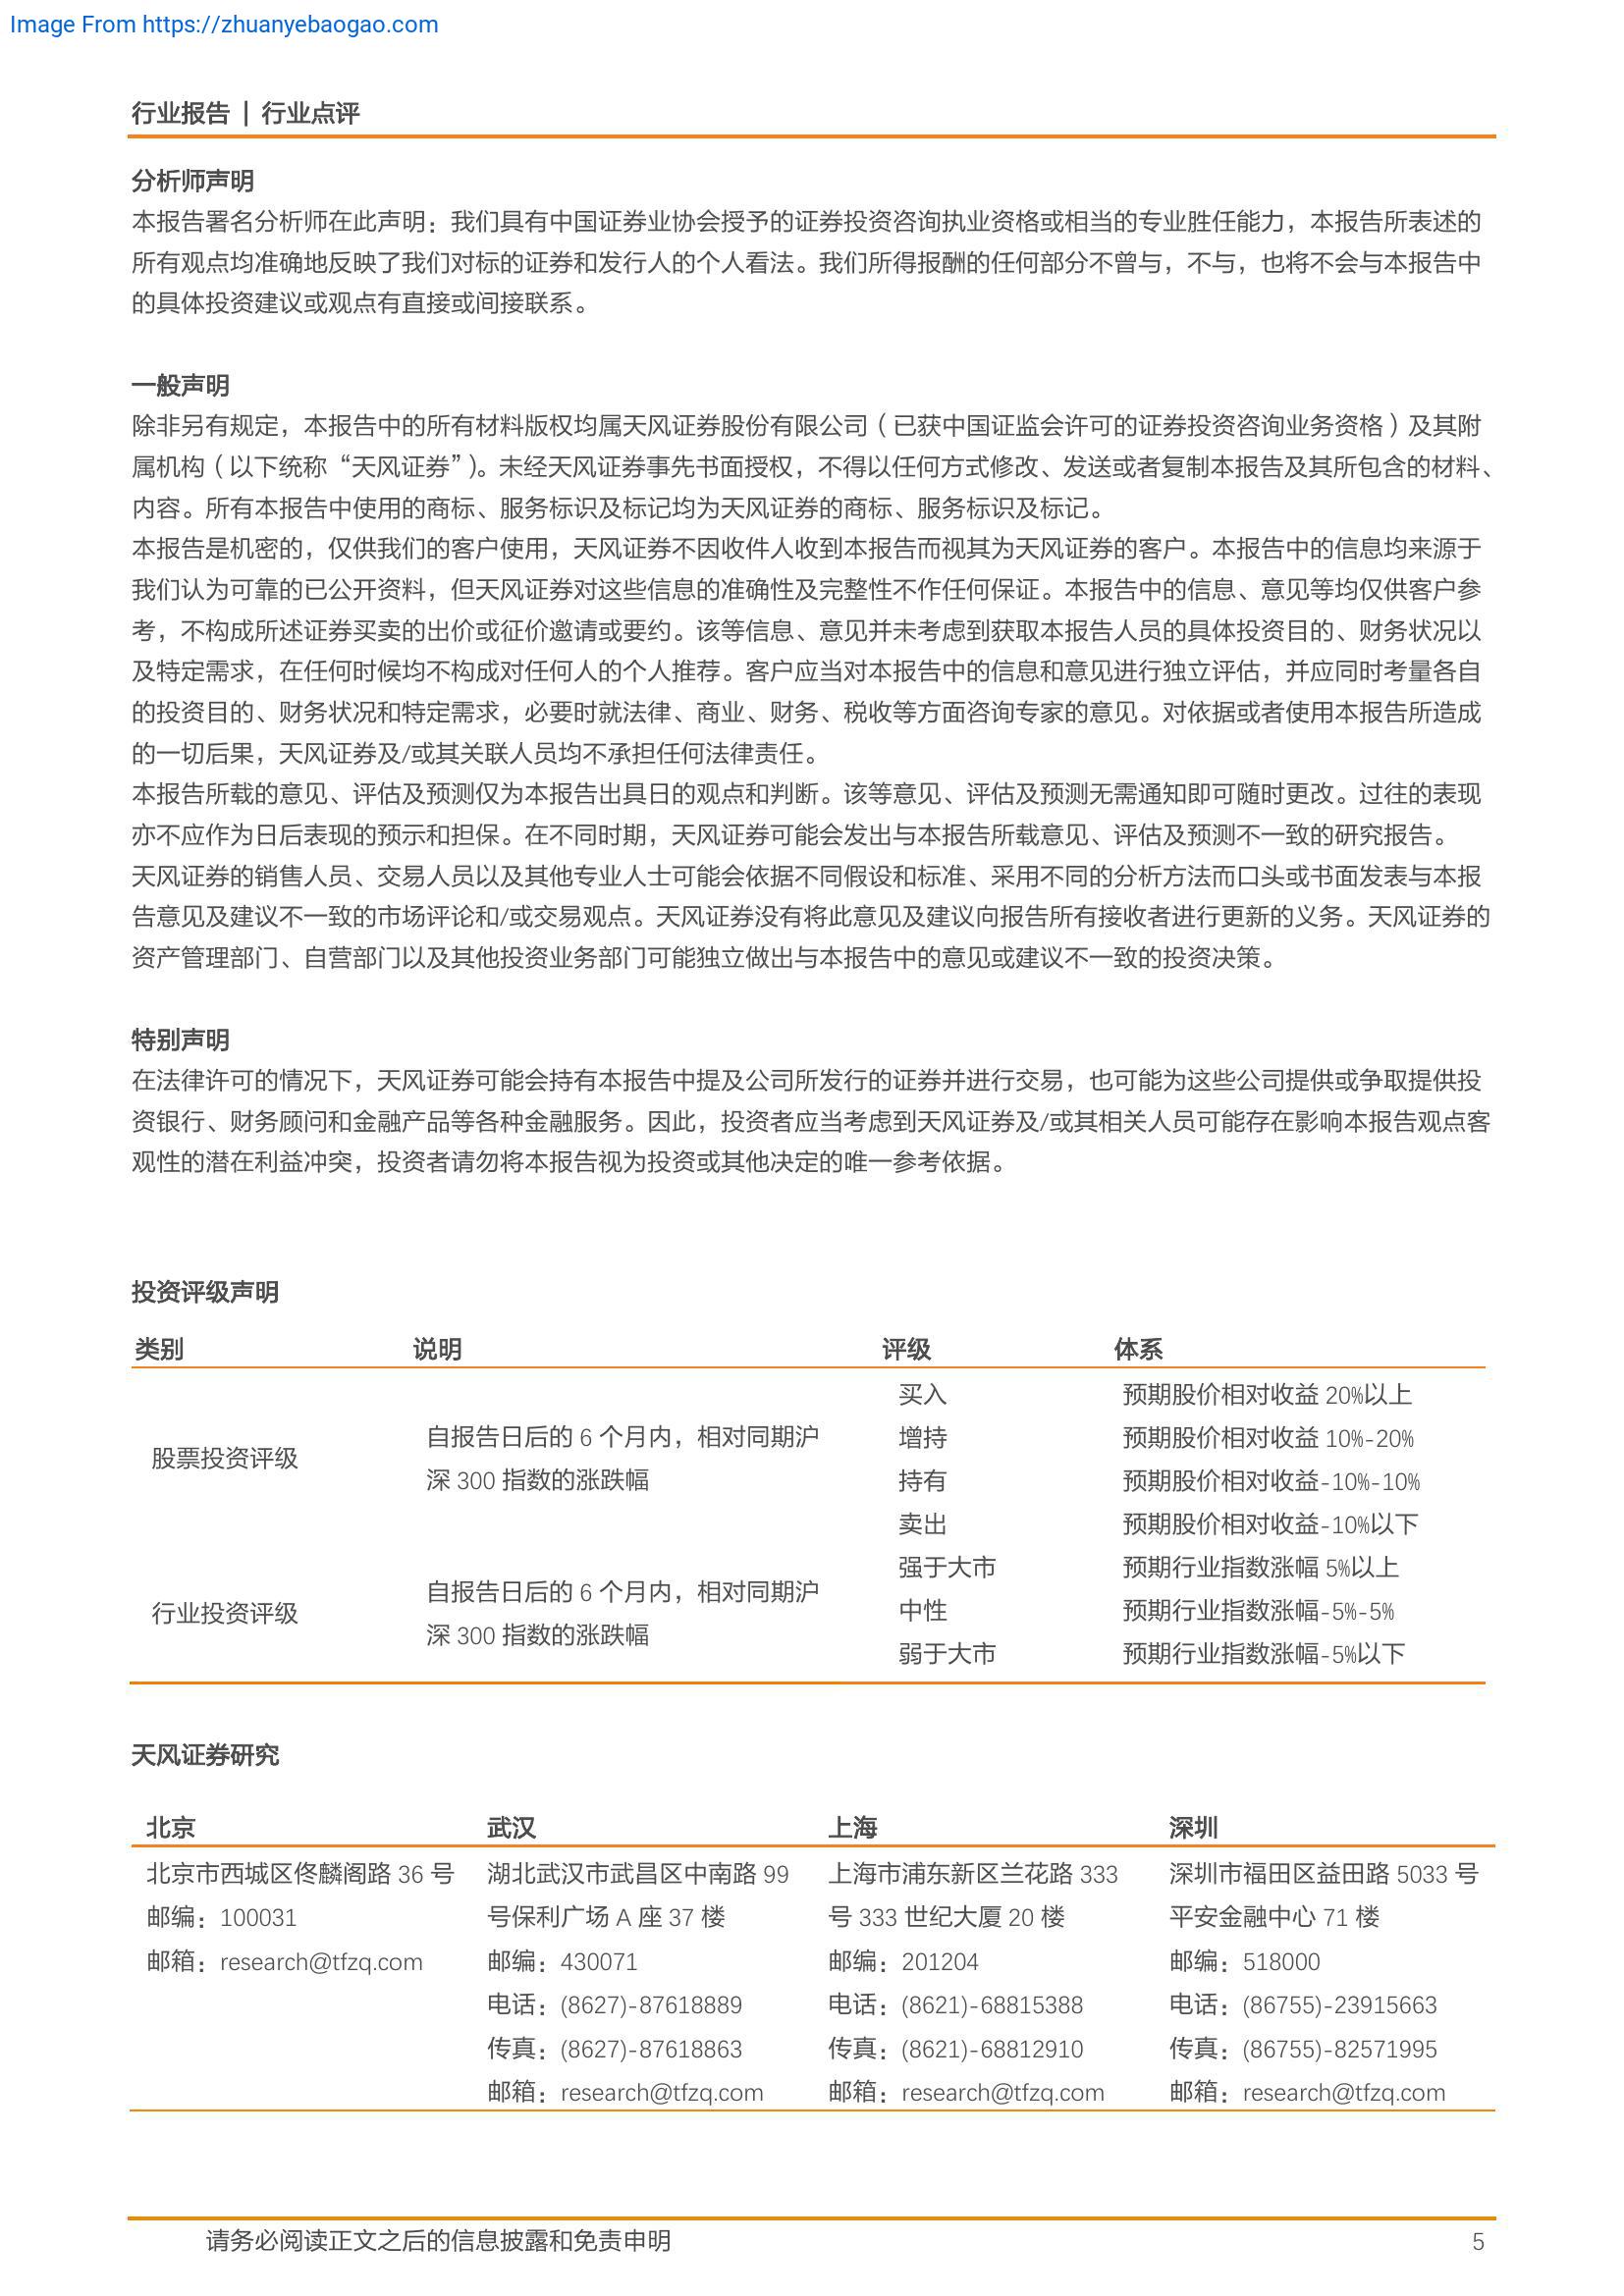 Image From https://zhuanyebaogao.com
行业报告 | 行业点评
分析师声明
本报告署名分析师在此声明：我们具有中国证券业协会授予的证券投资咨询执业资格或相当的专业胜任能力，本报告所表述的
所有观点均准确地反映了我们对标的证券和发行人的个人看法。我们所得报酬的任何部分不曾与，不与，也将不会与本报告中
的具体投资建议或观点有直接或间接联系。
一般声明
除非另有规定，本报告中的所有材料版权均属天风证券股份有限公司（已获中国证监会许可的证券投资咨询业务资格）及其附
属机构（以下统称“天风证券”）。未经天风证券事先书面授权，不得以任何方式修改、发送或者复制本报告及其所包含的材料、
内容。所有本报告中使用的商标、服务标识及标记均为天风证券的商标、服务标识及标记。
本报告是机密的，仅供我们的客户使用，天风证券不因收件人收到本报告而视其为天风证券的客户。本报告中的信息均来源于
我们认为可靠的已公开资料，但天风证券对这些信息的准确性及完整性不作任何保证。本报告中的信息、意见等均仅供客户参
考，不构成所述证券买卖的出价或征价邀请或要约。该等信息、意见并未考虑到获取本报告人员的具体投资目的、财务状况以
及特定需求，在任何时候均不构成对任何人的个人推荐。客户应当对本报告中的信息和意见进行独立评估，并应同时考量各自
的投资目的、财务状况和特定需求，必要时就法律、商业、财务、税收等方面咨询专家的意见。对依据或者使用本报告所造成
的一切后果，天风证券及/或其关联人员均不承担任何法律责任。
本报告所载的意见、评估及预测仅为本报告出具日的观点和判断。该等意见、评估及预测无需通知即可随时更改。过往的表现
亦不应作为日后表现的预示和担保。在不同时期，天风证券可能会发出与本报告所载意见、评估及预测不一致的研究报告。
天风证券的销售人员、交易人员以及其他专业人士可能会依据不同假设和标准、采用不同的分析方法而口头或书面发表与本报
告意见及建议不一致的市场评论和/或交易观点。天风证券没有将此意见及建议向报告所有接收者进行更新的义务。天风证券的
资产管理部门、自营部门以及其他投资业务部门可能独立做出与本报告中的意见或建议不一致的投资决策。
特别声明
在法律许可的情况下，天风证券可能会持有本报告中提及公司所发行的证券并进行交易，也可能为这些公司提供或争取提供投
资银行、财务顾问和金融产品等各种金融服务。因此，投资者应当考虑到天风证券及/或其相关人员可能存在影响本报告观点客
观性的潜在利益冲突，投资者请勿将本报告视为投资或其他决定的唯一参考依据。
投资评级声明
类别 说明 评级 体系
股票投资评级
自报告日后的 6 个月内，相对同期沪
深 300 指数的涨跌幅
买入 预期股价相对收益 20%以上
增持 预期股价相对收益 10%-20%
持有 预期股价相对收益-10%-10%
卖出 预期股价相对收益-10%以下
行业投资评级
自报告日后的 6 个月内，相对同期沪
深 300 指数的涨跌幅
强于大市 预期行业指数涨幅 5%以上
中性 预期行业指数涨幅-5%-5%
弱于大市 预期行业指数涨幅-5%以下
天风证券研究
北京 武汉 上海 深圳
北京市西城区佟麟阁路 36 号
邮编：100031
邮箱：research@tfzq.com
湖北武汉市武昌区中南路 99
号保利广场 A 座 37 楼
邮编：430071
电话：(8627)-87618889
传真：(8627)-87618863
邮箱：research@tfzq.com
上海市浦东新区兰花路 333
号 333 世纪大厦 20 楼
邮编：201204
电话：(8621)-68815388
传真：(8621)-68812910
邮箱：research@tfzq.com
深圳市福田区益田路 5033 号
平安金融中心 71 楼
邮编：518000
电话：(86755)-23915663
传真：(86755)-82571995
邮箱：research@tfzq.com
请务必阅读正文之后的信息披露和免责申明 5